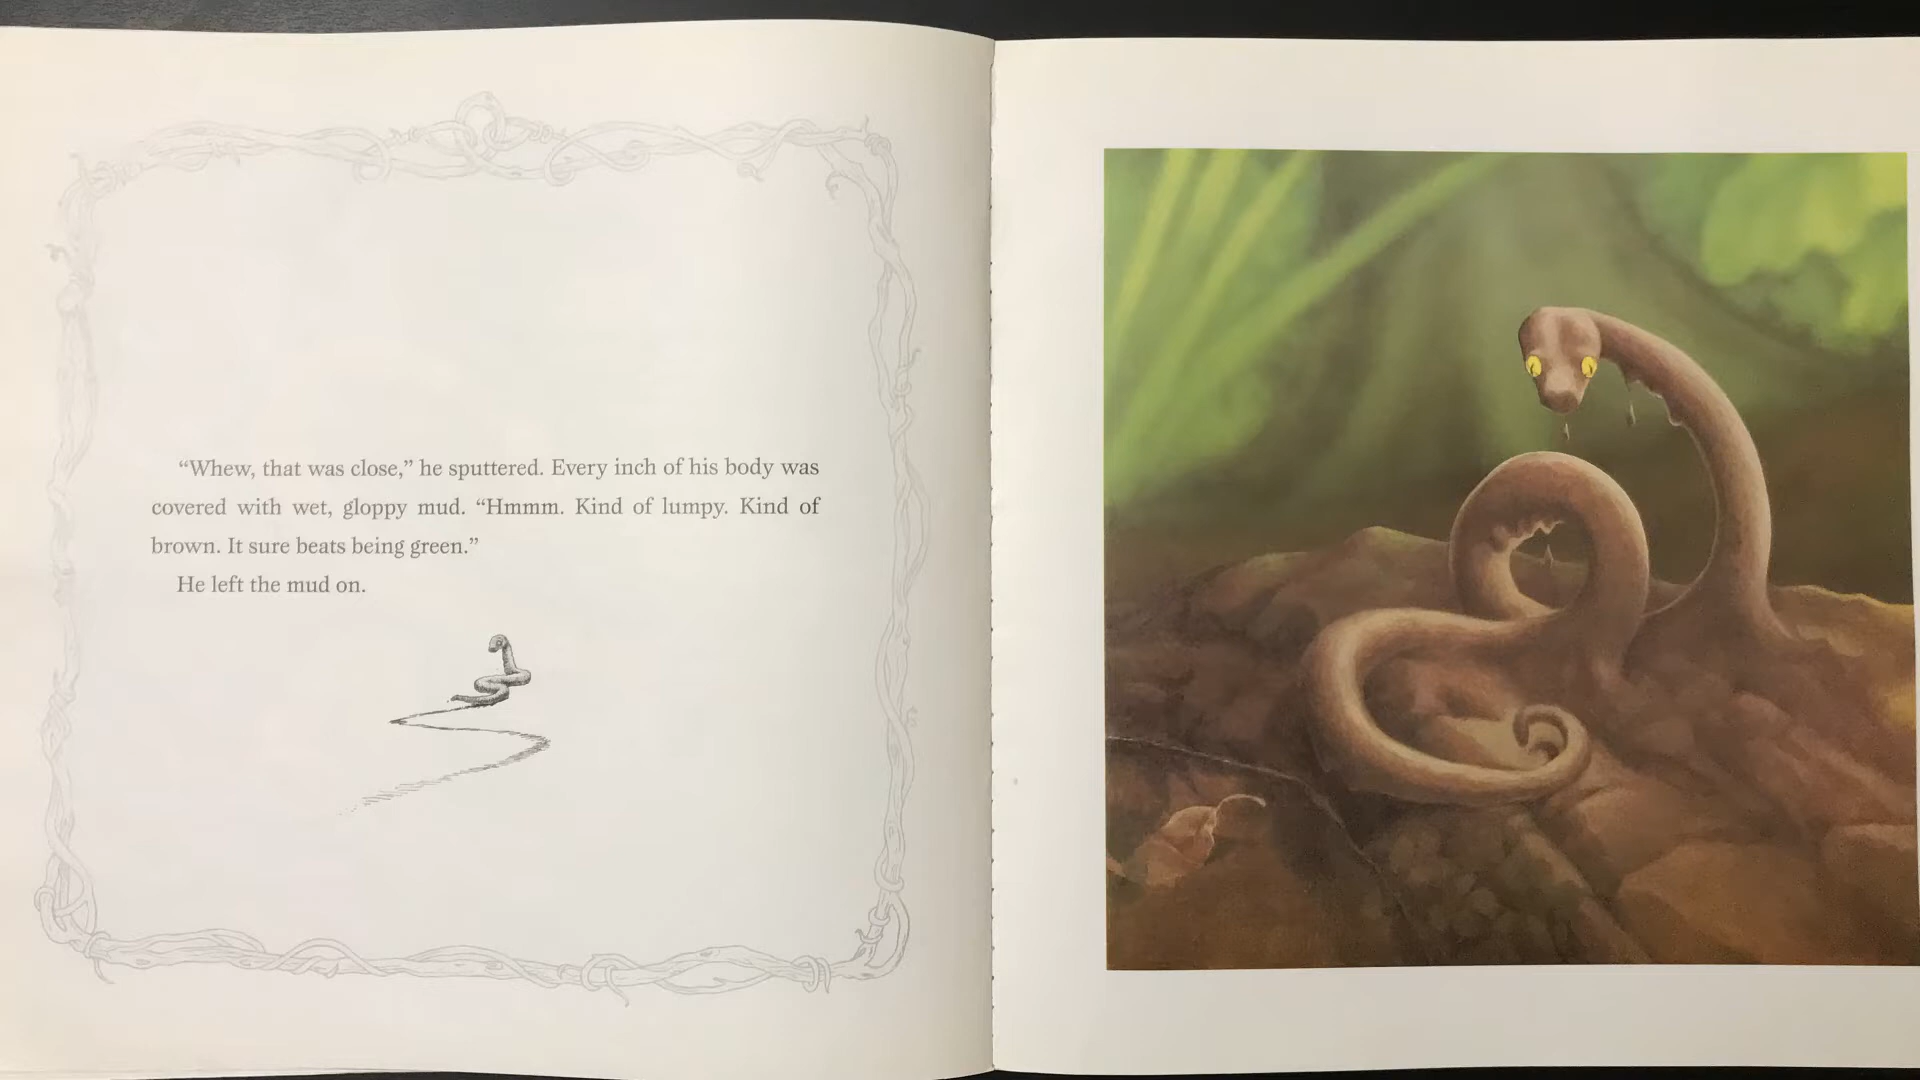 “Whew, that was close,” he sputtered. Every inch of his body was
covered with wet, gloppy mud. “Hmmm. Kind of lumpy. Kind of
brown. It sure beats being green.”
He left the mud on.